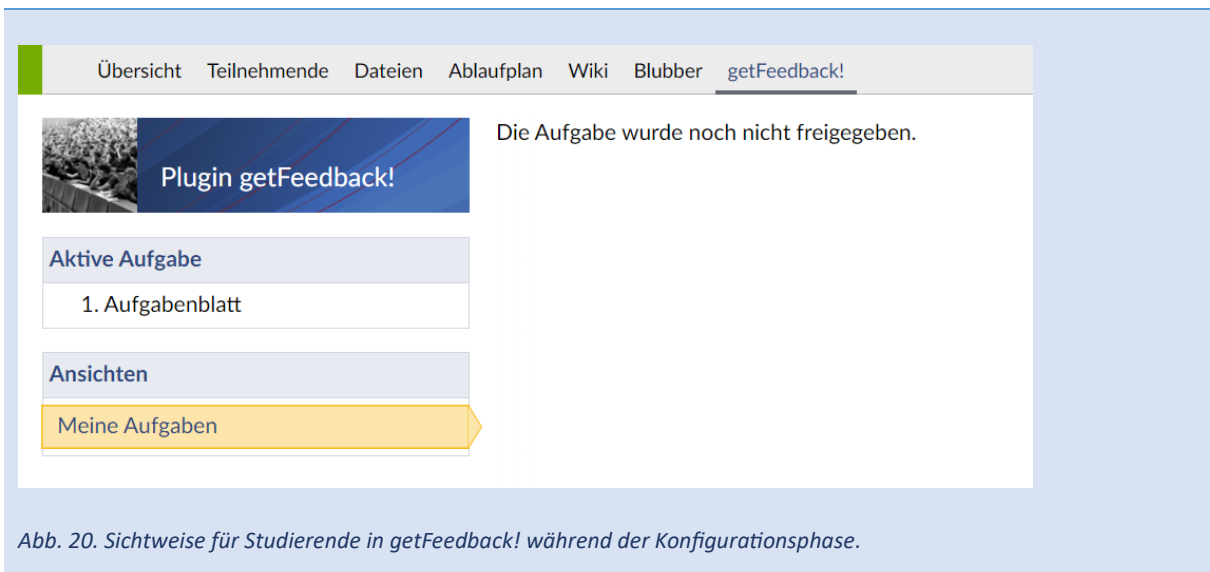 Übersicht Teilnehmende Dateien Ablaufplan Wiki Blubber getFeedback!
Plugin getFeedback!
Die Aufgabe wurde noch nicht freigegeben.
Aktive Aufgabe
1. Aufgabenblatt
Ansichten
Meine Aufgaben
Abb. 20. Sichtweise für Studierende in getFeedback! während der Konfigurationsphase.